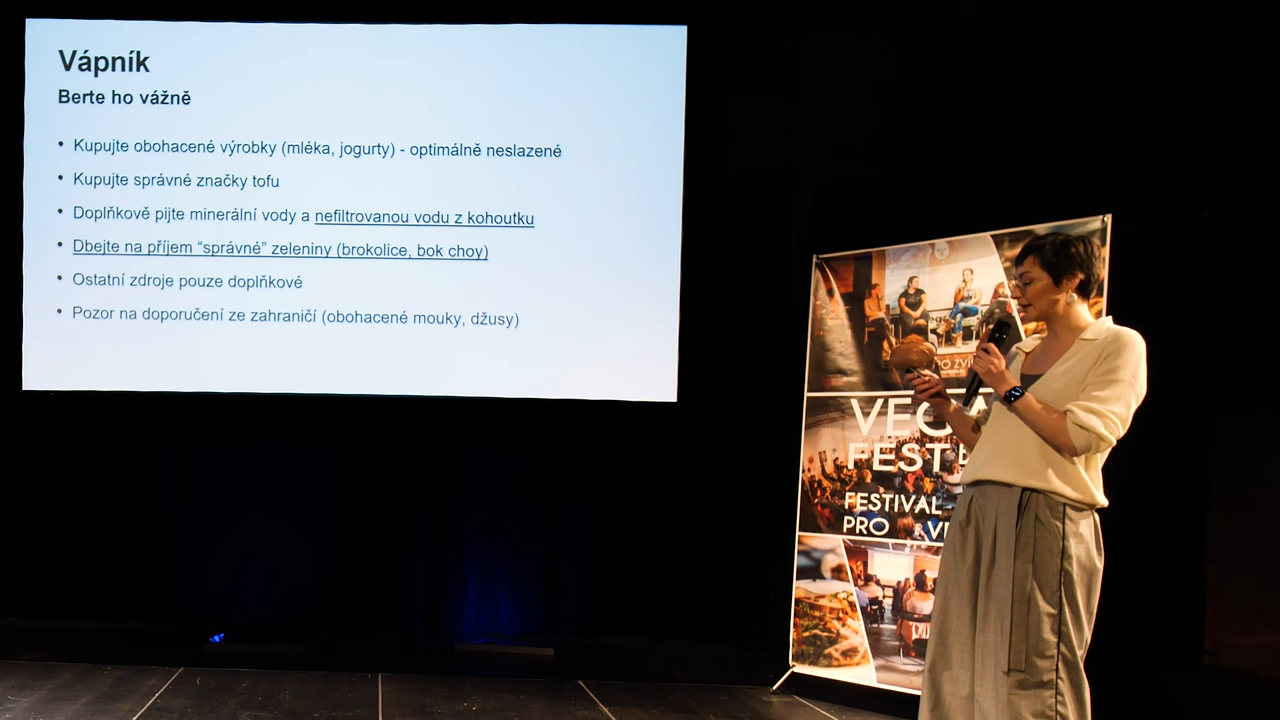 Vápník
Berte ho vážně
• Kupujte obohacené výrobky (mléka, jogurty) - optimálně neslazené
• Kupujte správné značky tofu
• Doplňkově pijte minerální vody a nefiltrovanou vodu z kohoutku
• Dbejte na příjem “správné” zeleniny (brokolice, bok choy)
• Ostatní zdroje pouze doplňkové
• Pozor na doporučení ze zahraničí (obohacené mouky, džusy)
FEST
FESTIVAL
PRO